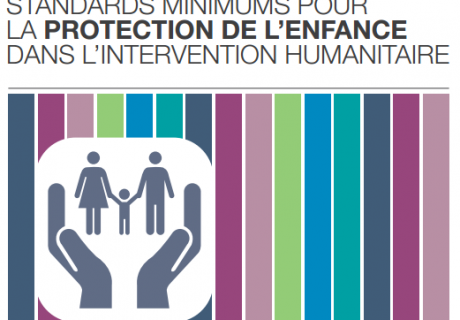 STANDARDS MINIMUMS POUR
LA PROTECTION DE L'ENFANCE
DANS L'INTERVENTION HUMANITAIRE